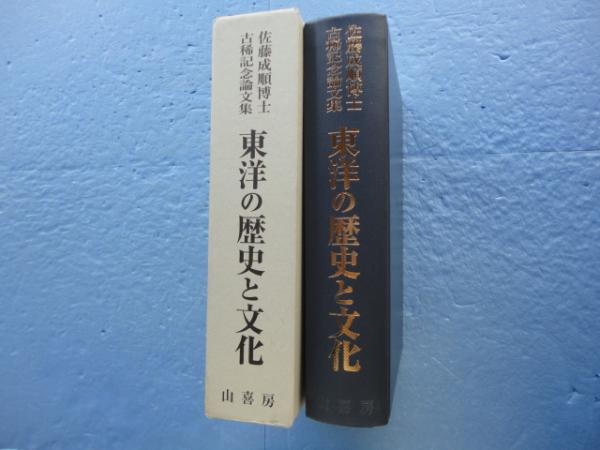 佐藤成順博士
古稀記念論文集
東洋の歴史と文化
山喜房
佐藤成順博士
古稀記念論文集
東洋の歴史と文化
山喜房